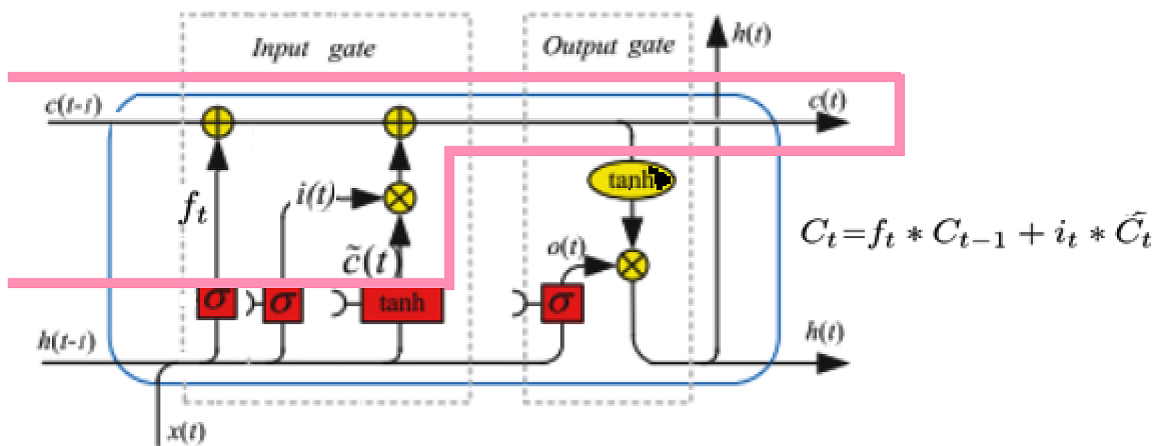 Input gate
Output gate
h(t)
c(t-1)
c(t)
tanh
f_t
i(t)
C_t=f_t * C_{t-1} + i_t * C̃_t
c̃(t)
o(t)
σ
σ
tanh
σ
h(t-1)
h(t)
x(t)